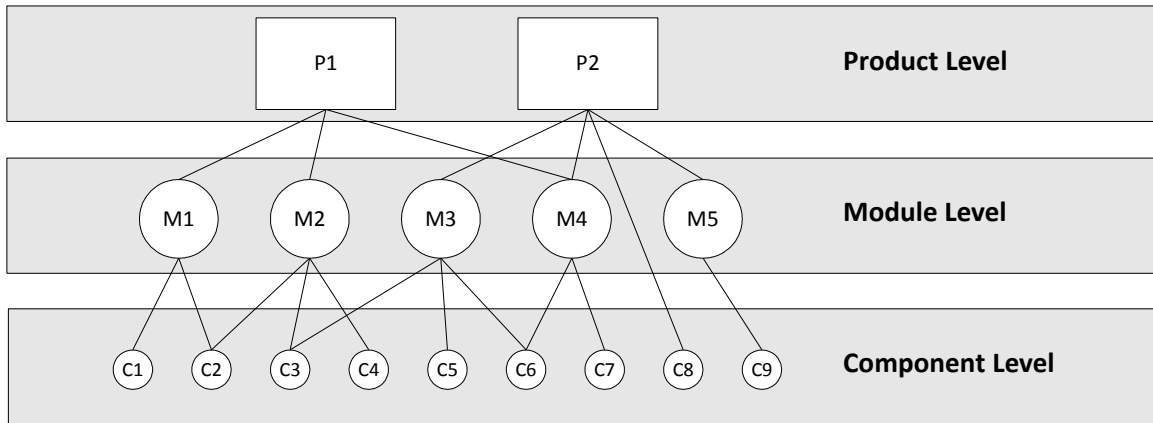 P1
P2
Product Level
M1
M2
M3
M4
M5
Module Level
C1
C2
C3
C4
C5
C6
C7
C8
C9
Component Level